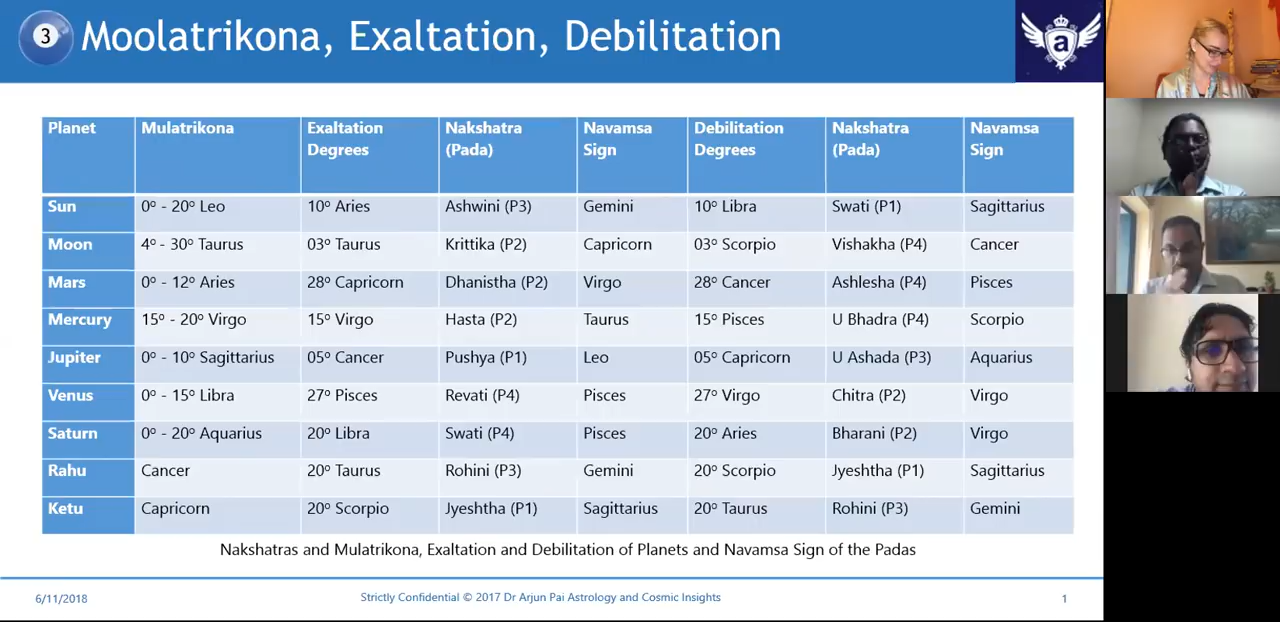 3
Moolatrikona, Exaltation, Debilitation
a
Planet Mulatrikona Exaltation Degrees Nakshatra (Pada) Navamsa Sign Debilitation Degrees Nakshatra (Pada) Navamsa Sign
Sun 0º - 20º Leo 10º Aries Ashwini (P3) Gemini 10º Libra Swati (P1) Sagittarius
Moon 4º - 30º Taurus 03º Taurus Krittika (P2) Capricorn 03º Scorpio Vishakha (P4) Cancer
Mars 0º - 12º Aries 28º Capricorn Dhanistha (P2) Virgo 28º Cancer Ashlesha (P4) Pisces
Mercury 15º - 20º Virgo 15º Virgo Hasta (P2) Taurus 15º Pisces U Bhadra (P4) Scorpio
Jupiter 0º - 10º Sagittarius 05º Cancer Pushya (P1) Leo 05º Capricorn U Ashada (P3) Aquarius
Venus 0º - 15º Libra 27º Pisces Revati (P4) Pisces 27º Virgo Chitra (P2) Virgo
Saturn 0º - 20º Aquarius 20º Libra Swati (P4) Pisces 20º Aries Bharani (P2) Virgo
Rahu Cancer 20º Taurus Rohini (P3) Gemini 20º Scorpio Jyeshtha (P1) Sagittarius
Ketu Capricorn 20º Scorpio Jyeshtha (P1) Sagittarius 20º Taurus Rohini (P3) Gemini
Nakshatras and Mulatrikona, Exaltation and Debilitation of Planets and Navamsa Sign of the Padas
6/11/2018 Strictly Confidential © 2017 Dr Arjun Pai Astrology and Cosmic Insights 1